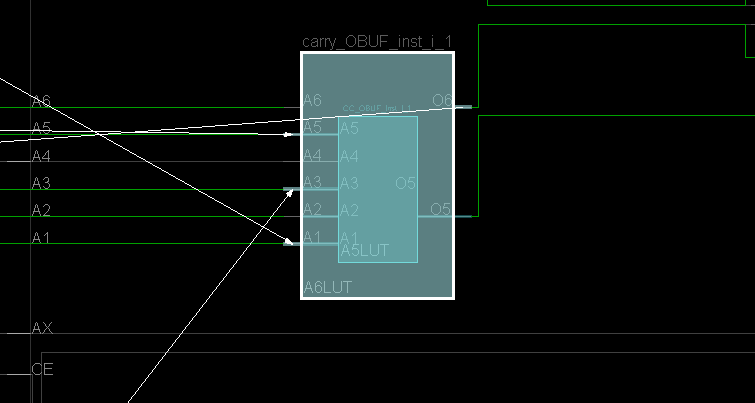 carry_OBUF_inst_i_1
A6
A6
CC_OBUF_inst_i_1
O6
A5
A5
A5
A4
A4
A4
A3
A3
A3
O5
A2
A2
A2
O5
A1
A1
A1
A5LUT
A6LUT
AX
CE